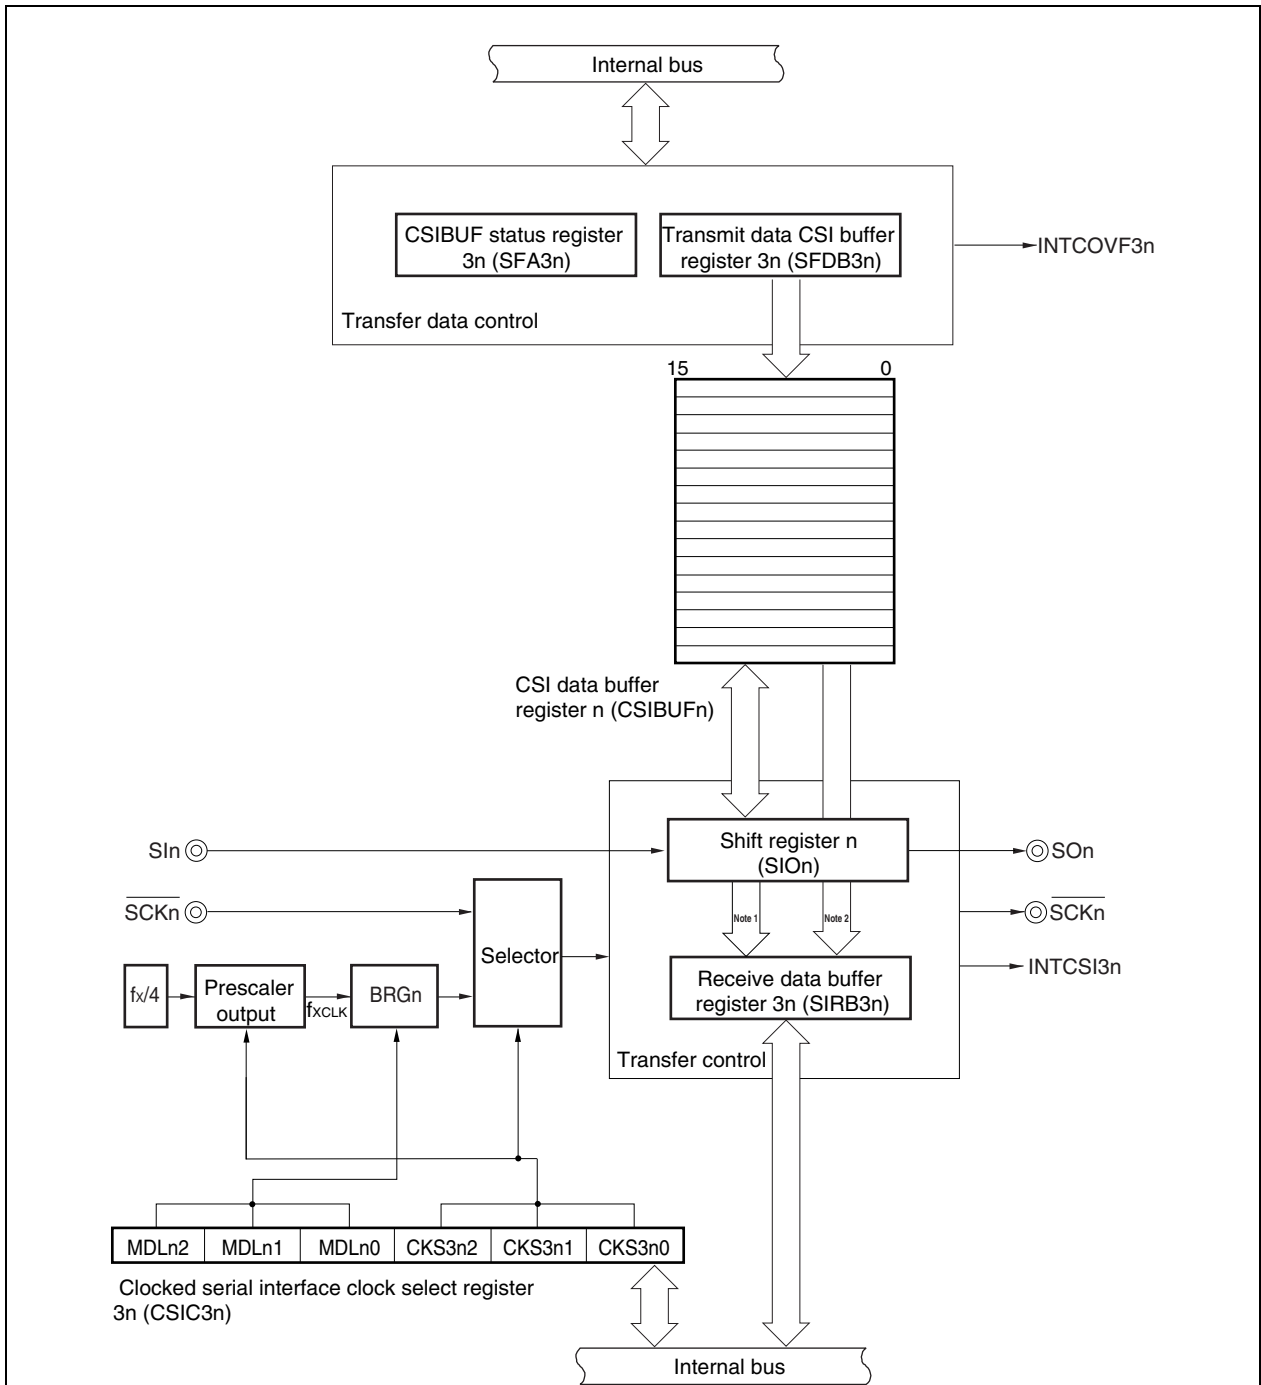 Internal bus
CSIBUF status register
3n (SFA3n)
Transmit data CSI buffer
register 3n (SFDB3n)
INTCOVF3n
Transfer data control
15
0
CSI data buffer
register n (CSIBUFn)
SIn
Shift register n
(SIOn)
SOn
SCKn
Selector
Note 1
Note 2
SCKn
INTCSI3n
fX/4
Prescaler
output
fXCLK
BRGn
Receive data buffer
register 3n (SIRB3n)
Transfer control
MDLn2
MDLn1
MDLn0
CKS3n2
CKS3n1
CKS3n0
Clocked serial interface clock select register
3n (CSIC3n)
Internal bus